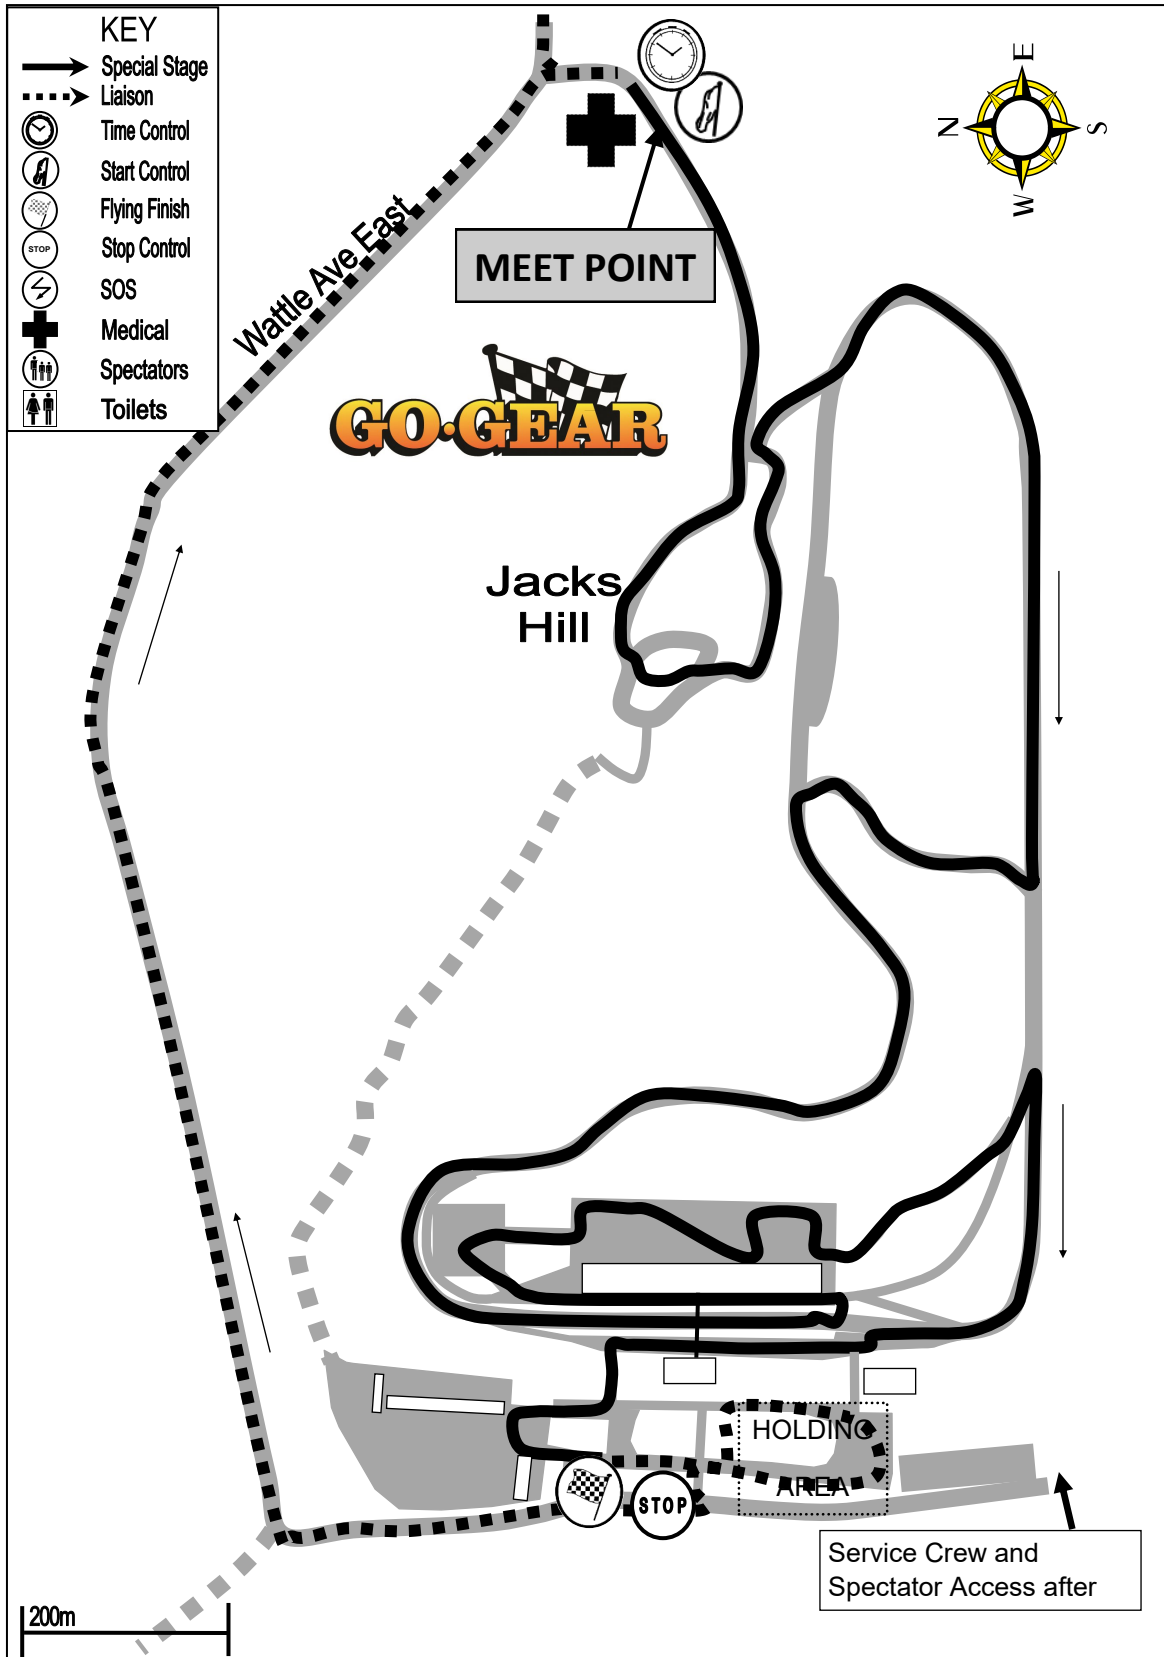 KEY
Special Stage
Liaison
Time Control
Start Control
Flying Finish
STOP
Stop Control
SOS
Medical
Spectators
Toilets
E
N
S
W
MEET POINT
Wattle Ave East
GO·GEAR
Jacks
Hill
HOLDING
AREA
STOP
Service Crew and
Spectator Access after
200m